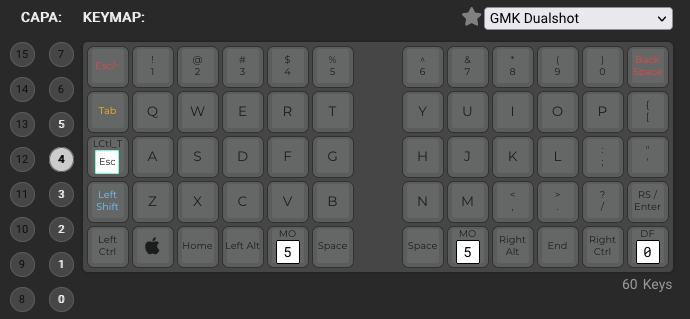 CAPA: KEYMAP: GMK Dualshot
15 7
14 6
13 5
12 4
11 3
10 2
9 1
8 0
! @ # $ % ^ & * ( ) Back
1 2 3 4 5 6 7 8 9 0 Space
Tab Q W E R T Y U I O P { [
LCtl_T
Esc A S D F G H J K L : ; " '
Left Shift Z X C V B N M < , > . ? / RS / Enter
Left Ctrl Home Left Alt MO 5 Space Space MO 5 Right Alt End Right Ctrl DF 0
60 Keys